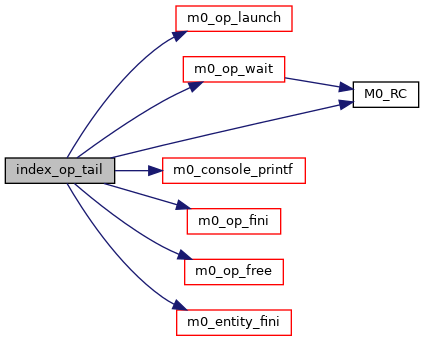 m0_op_launch
m0_op_wait
M0_RC
index_op_tail
m0_console_printf
m0_op_fini
m0_op_free
m0_entity_fini